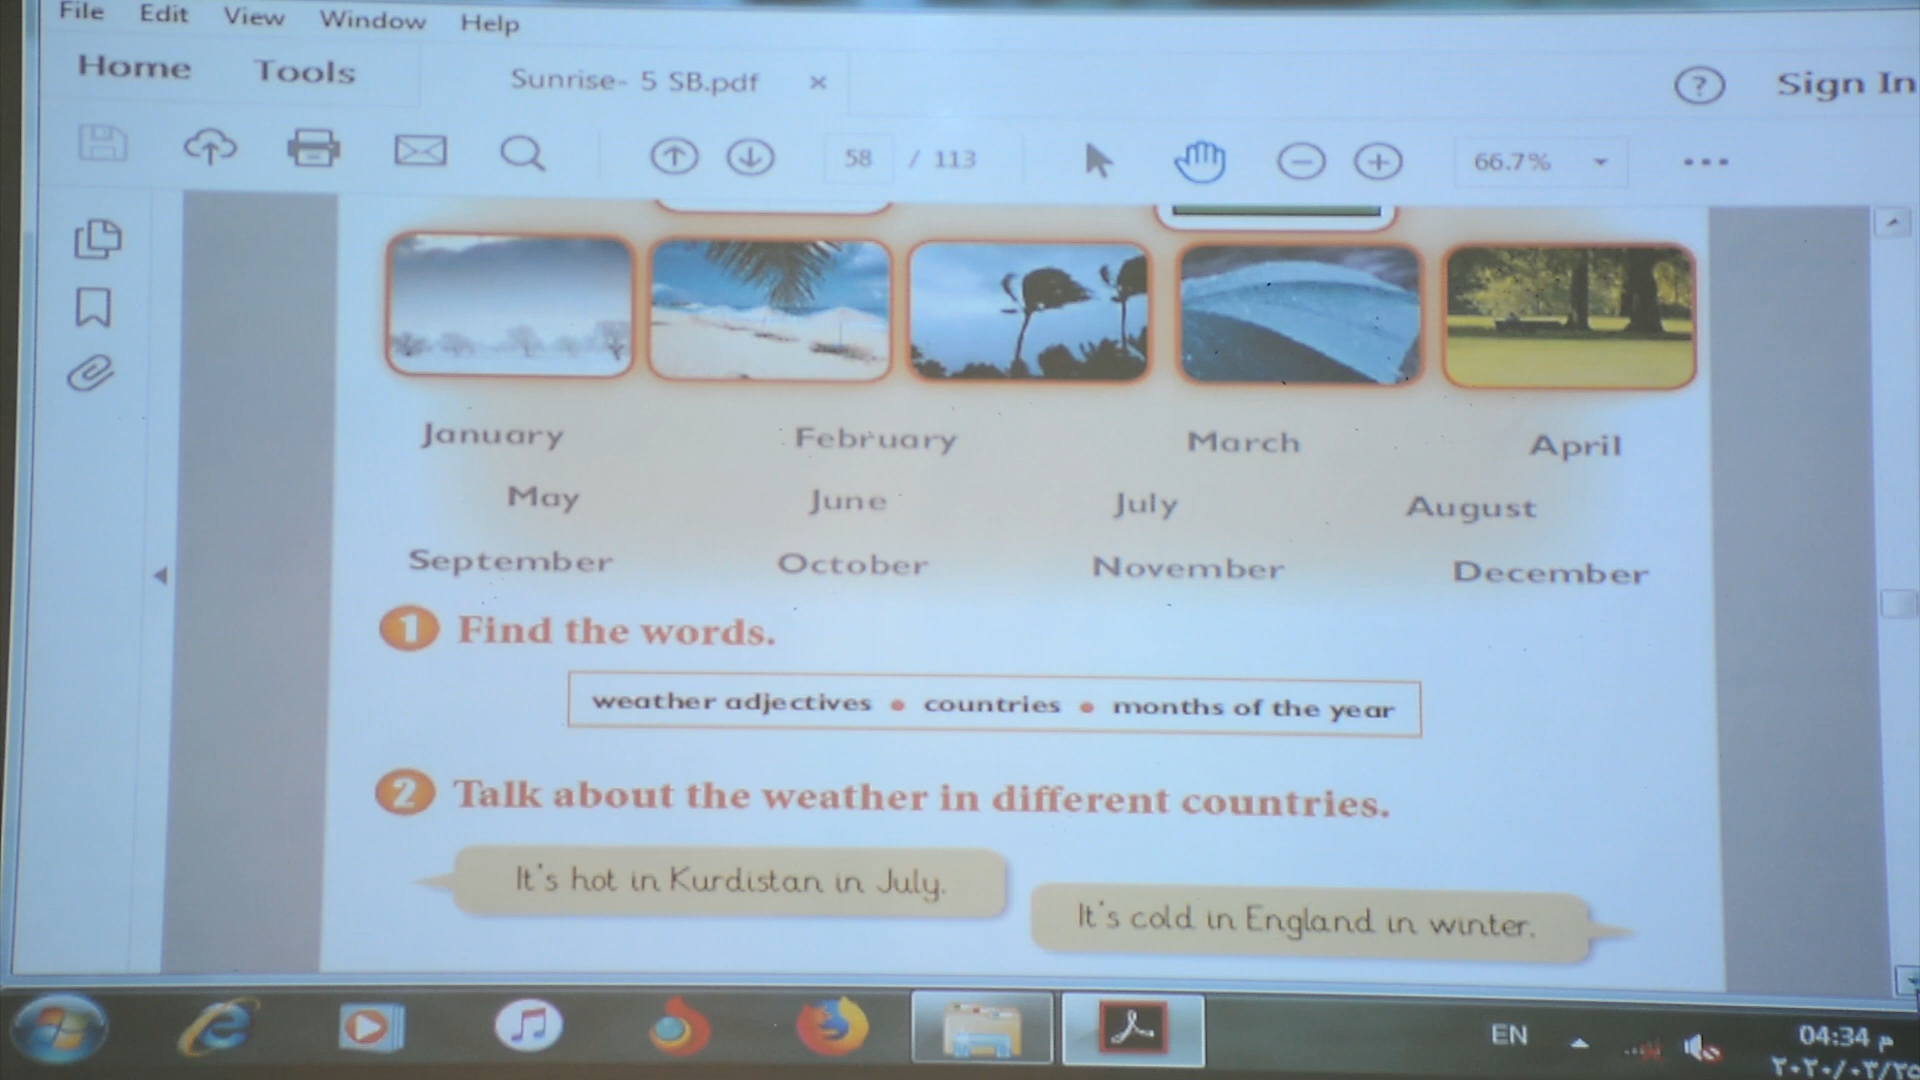 File Edit View Window Help
Home Tools Sunrise- 5 SB.pdf × ? Sign In
58 / 113 66.7%
January February March April
May June July August
September October November December
1 Find the words.
weather adjectives • countries • months of the year
2 Talk about the weather in different countries.
It's hot in Kurdistan in July.
It's cold in England in winter.
EN 04:34 م